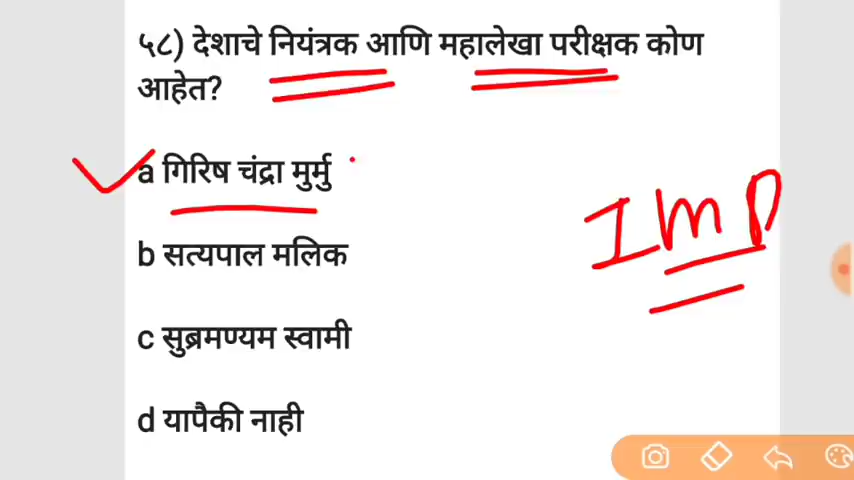 ५८) देशाचे नियंत्रक आणि महालेखा परीक्षक कोण
आहेत?
a गिरिष चंद्रा मुर्मु
IMP
b सत्यपाल मलिक
c सुब्रमण्यम स्वामी
d यापैकी नाही